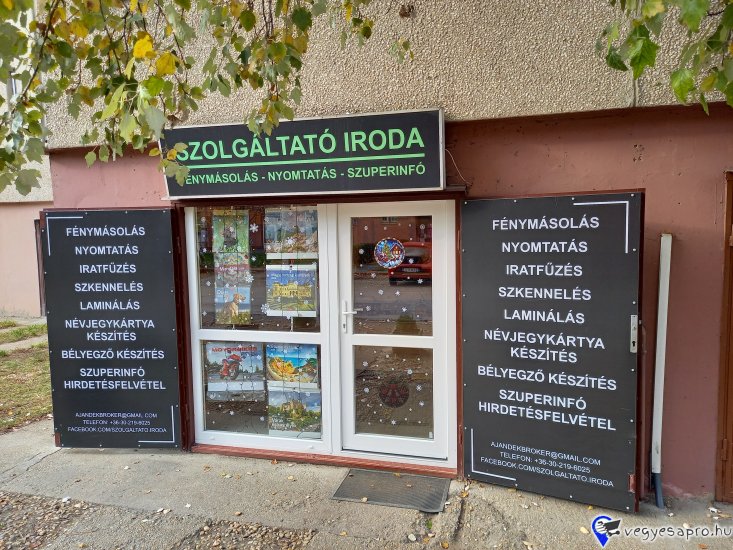 SZOLGÁLTATÓ IRODA
FÉNYMÁSOLÁS - NYOMTATÁS - SZUPERINFÓ
FÉNYMÁSOLÁS
NYOMTATÁS
IRATFŰZÉS
SZKENNELÉS
LAMINÁLÁS
NÉVJEGYKÁRTYA
KÉSZÍTÉS
BÉLYEGZŐ KÉSZÍTÉS
SZUPERINFÓ
HIRDETÉSFELVÉTEL
AJANDEKBROKER@GMAIL.COM
TELEFON: +36-30-219-6025
FACEBOOK.COM/SZOLGALTATO.IRODA
FÉNYMÁSOLÁS
NYOMTATÁS
IRATFŰZÉS
SZKENNELÉS
LAMINÁLÁS
NÉVJEGYKÁRTYA
KÉSZÍTÉS
BÉLYEGZŐ KÉSZÍTÉS
SZUPERINFÓ
HIRDETÉSFELVÉTEL
AJANDEKBROKER@GMAIL.COM
TELEFON: +36-30-219-6025
FACEBOOK.COM/SZOLGALTATO.IRODA
vegyesapro.hu